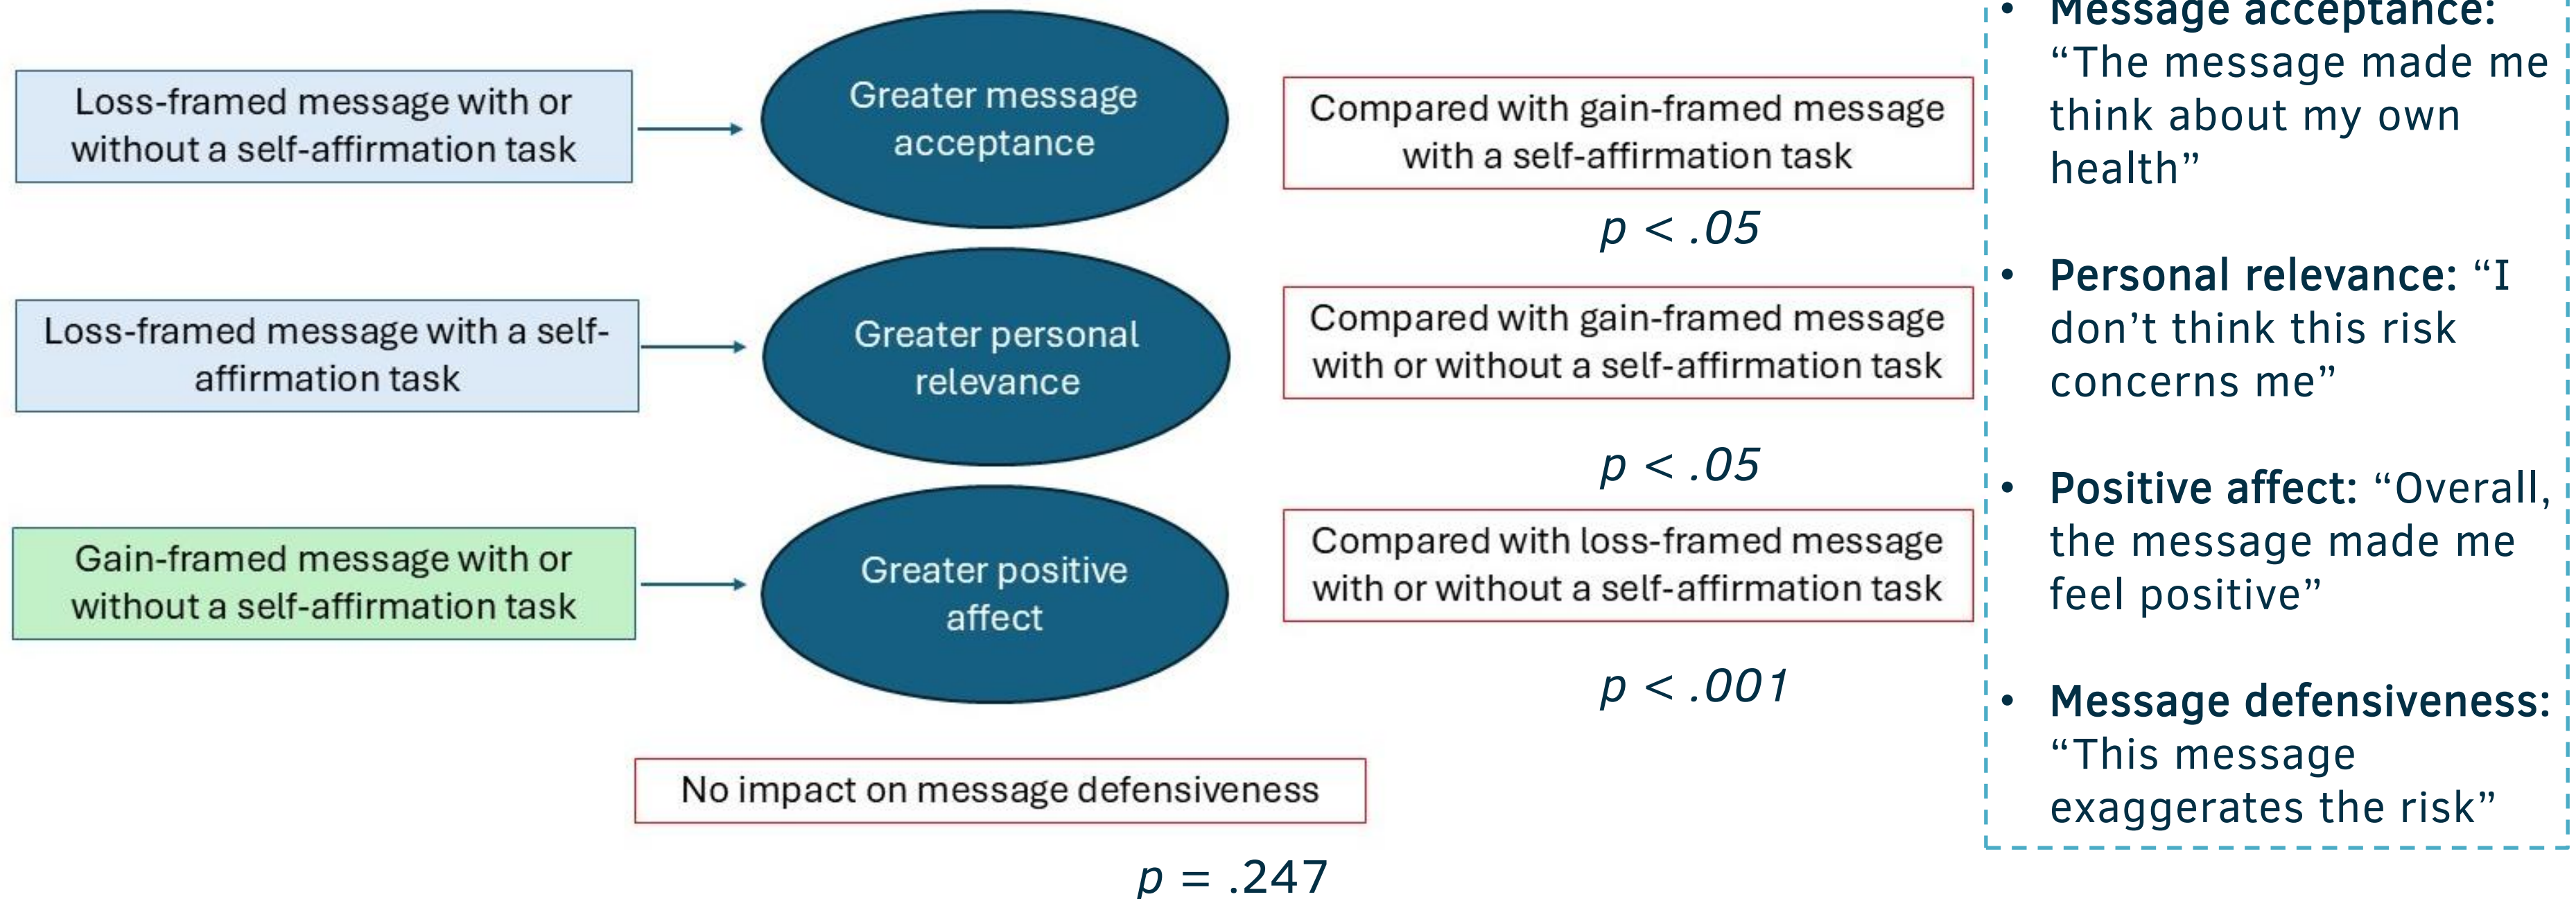 Loss-framed message with or
without a self-affirmation task
Greater message
acceptance
Compared with gain-framed message
with a self-affirmation task
p < .05
Loss-framed message with a self-
affirmation task
Greater personal
relevance
Compared with gain-framed message
with or without a self-affirmation task
p < .05
Gain-framed message with or
without a self-affirmation task
Greater positive
affect
Compared with loss-framed message
with or without a self-affirmation task
p < .001
No impact on message defensiveness
p = .247
• Message acceptance:
“The message made me
think about my own
health”
• Personal relevance: “I
don’t think this risk
concerns me”
• Positive affect: “Overall,
the message made me
feel positive”
• Message defensiveness:
“This message
exaggerates the risk”